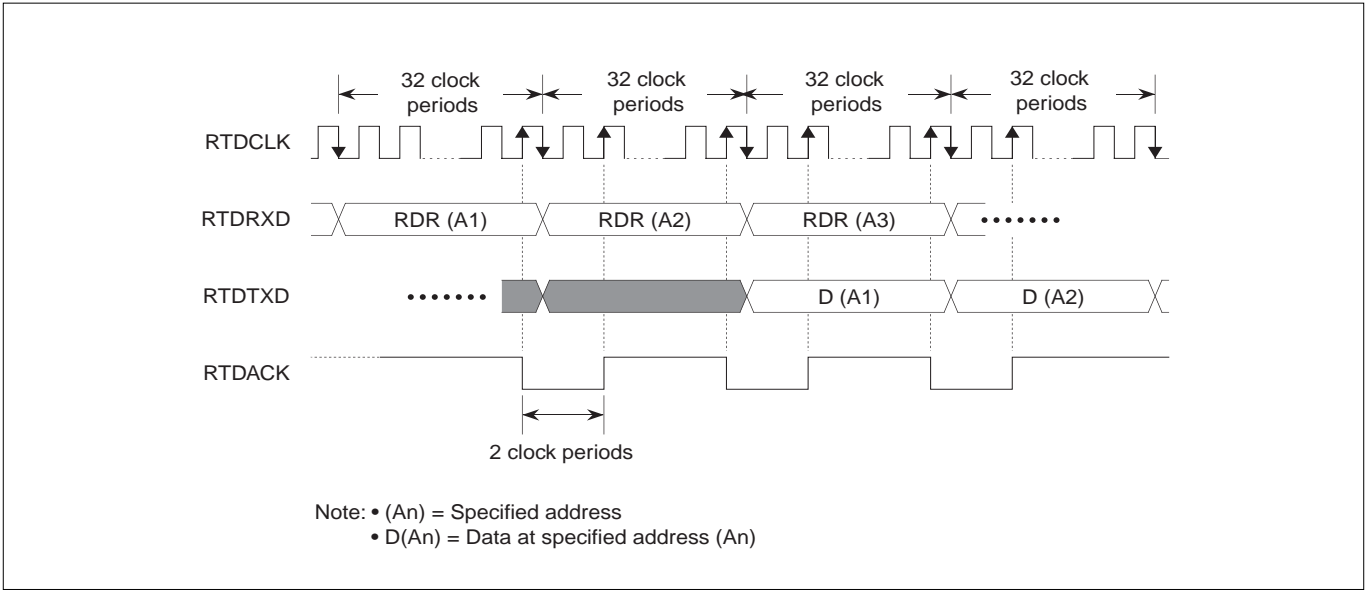 32 clock periods 32 clock periods 32 clock periods 32 clock periods
RTDCLK
RTDRXD RDR (A1) RDR (A2) RDR (A3) •••••••
RTDTXD ••••••• D (A1) D (A2)
RTDACK
2 clock periods
Note: • (An) = Specified address
• D(An) = Data at specified address (An)